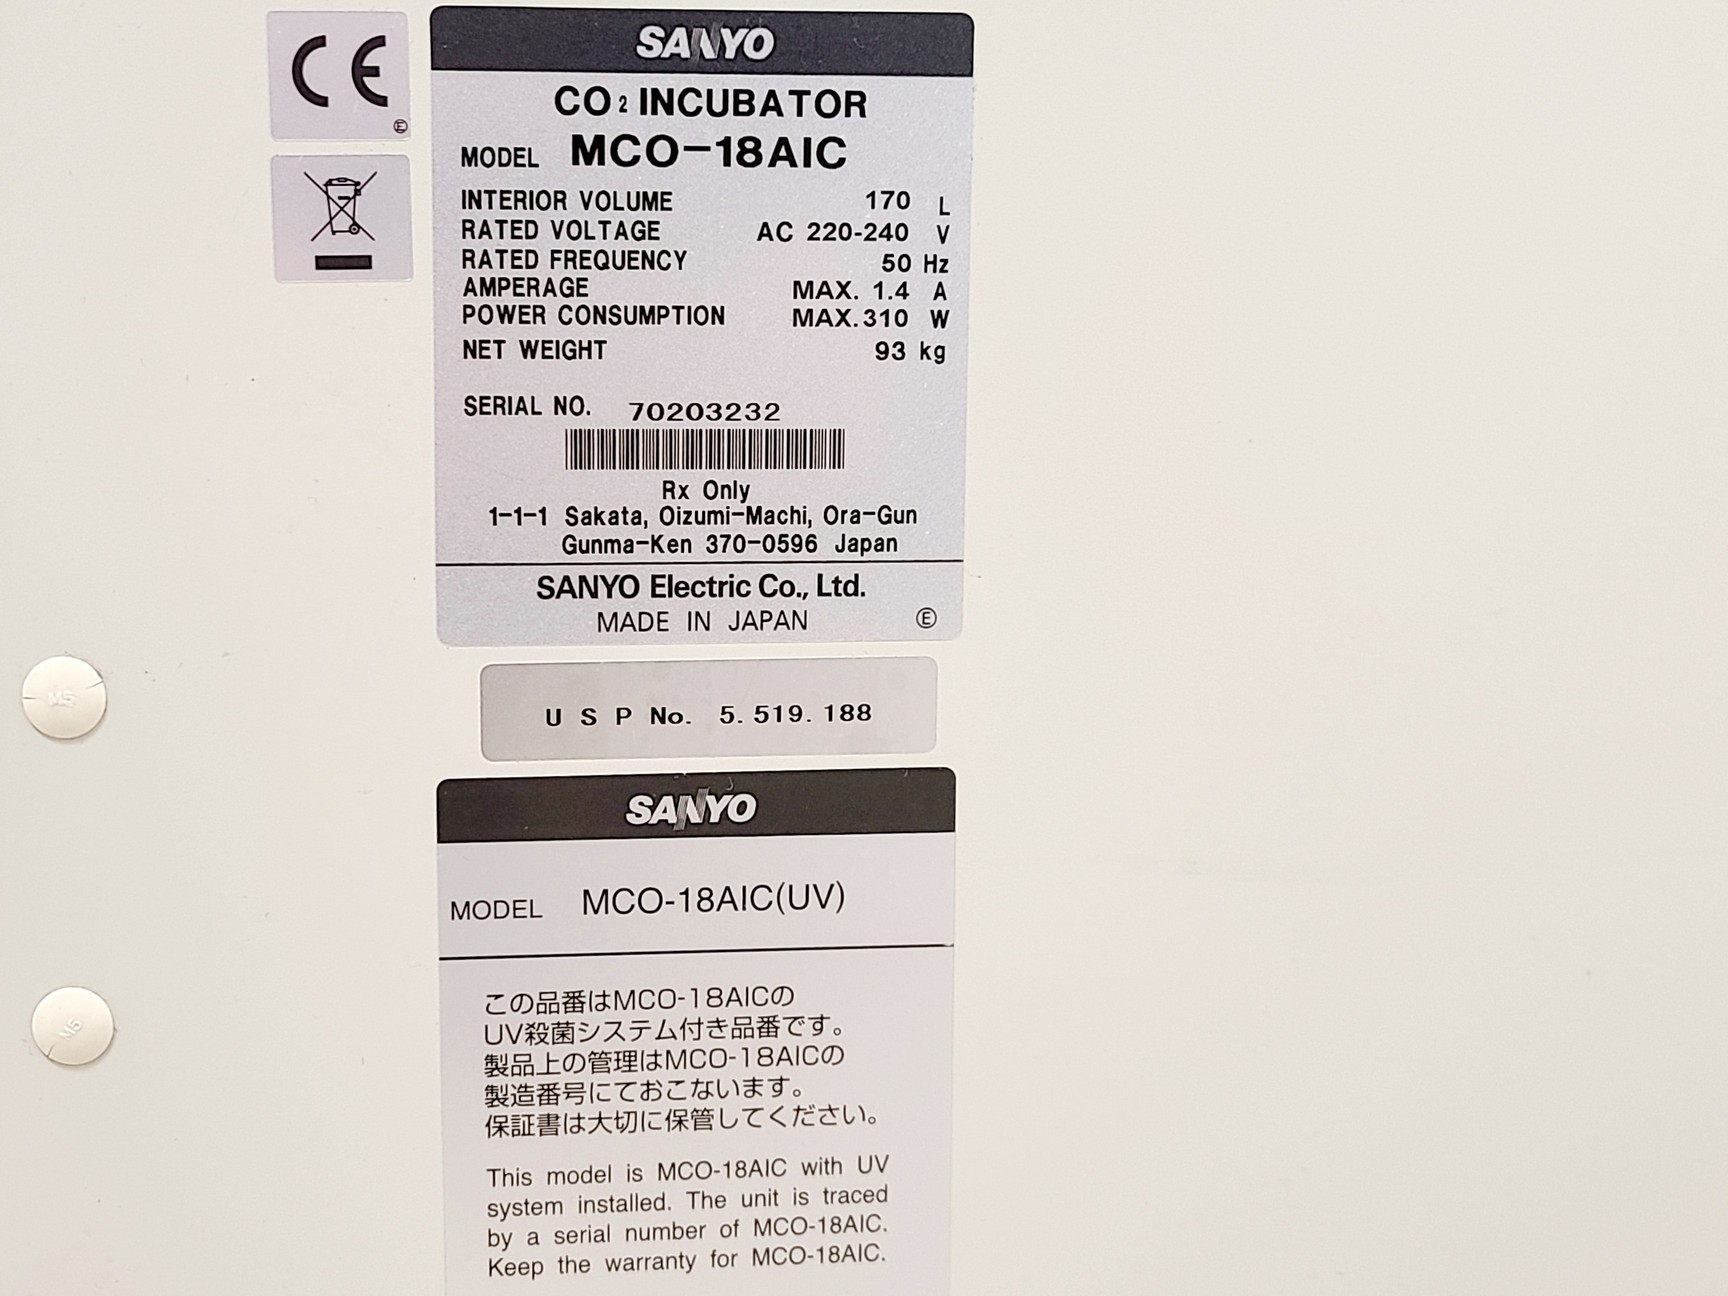 CE
Ⓔ
SANYO
CO2 INCUBATOR
MODEL MCO-18AIC
INTERIOR VOLUME 170 L
RATED VOLTAGE AC 220-240 V
RATED FREQUENCY 50 Hz
AMPERAGE MAX. 1.4 A
POWER CONSUMPTION MAX.310 W
NET WEIGHT 93 kg
SERIAL NO. 70203232
Rx Only
1-1-1 Sakata, Oizumi-Machi, Ora-Gun
Gunma-Ken 370-0596 Japan
SANYO Electric Co., Ltd.
MADE IN JAPAN Ⓔ
M5
U S P No. 5. 519. 188
SANYO
MODEL MCO-18AIC(UV)
この品番はMCO-18AICの
UV殺菌システム付き品番です。
製品上の管理はMCO-18AICの
製造番号にておこないます。
保証書は大切に保管してください。
M5
This model is MCO-18AIC with UV
system installed. The unit is traced
by a serial number of MCO-18AIC.
Keep the warranty for MCO-18AIC.